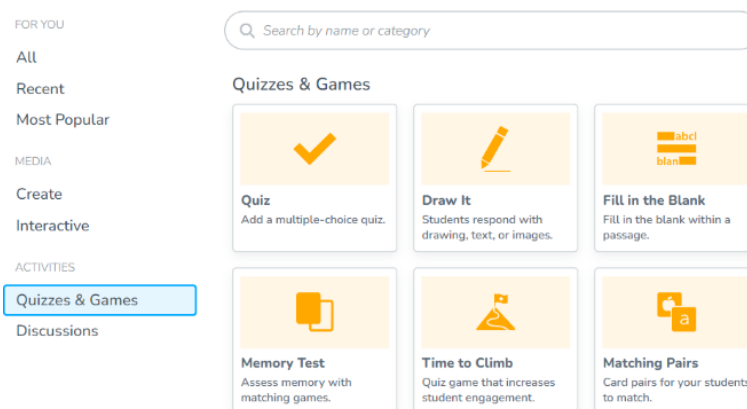 FOR YOU
All
Recent
Most Popular
MEDIA
Create
Interactive
ACTIVITIES
Quizzes & Games
Discussions
Search by name or category
Quizzes & Games
Quiz
Add a multiple-choice quiz.
Draw It
Students respond with
drawing, text, or images.
abcl
blan
Fill in the Blank
Fill in the blank within a
passage.
Memory Test
Assess memory with
matching games.
Time to Climb
Quiz game that increases
student engagement.
a
Matching Pairs
Card pairs for your students
to match.